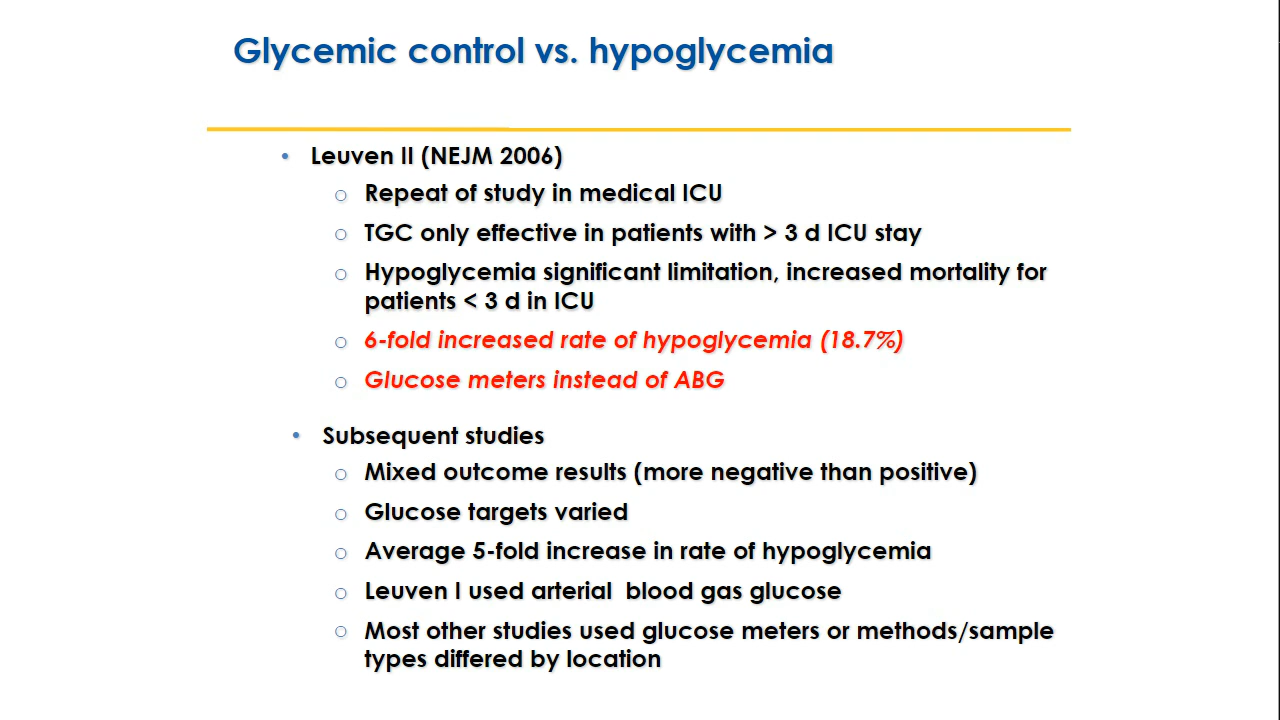 Glycemic control vs. hypoglycemia
• Leuven II (NEJM 2006)
o Repeat of study in medical ICU
o TGC only effective in patients with > 3 d ICU stay
o Hypoglycemia significant limitation, increased mortality for
patients < 3 d in ICU
o 6-fold increased rate of hypoglycemia (18.7%)
o Glucose meters instead of ABG
• Subsequent studies
o Mixed outcome results (more negative than positive)
o Glucose targets varied
o Average 5-fold increase in rate of hypoglycemia
o Leuven I used arterial  blood gas glucose
o Most other studies used glucose meters or methods/sample
types differed by location